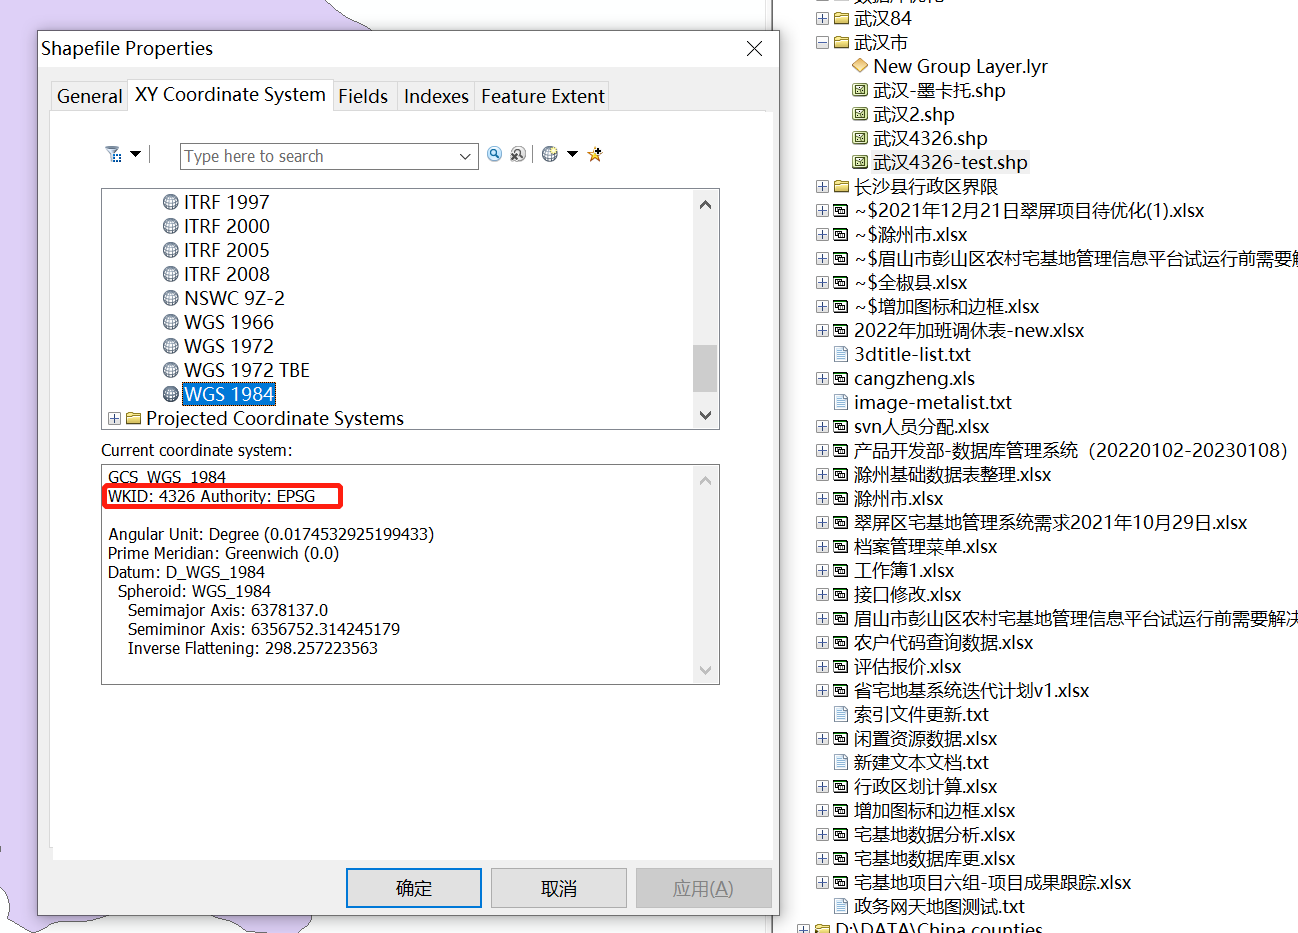 Shapefile Properties
General
XY Coordinate System
Fields
Indexes
Feature Extent
Type here to search
ITRF 1997
ITRF 2000
ITRF 2005
ITRF 2008
NSWC 9Z-2
WGS 1966
WGS 1972
WGS 1972 TBE
WGS 1984
Projected Coordinate Systems
Current coordinate system:
GCS_WGS_1984
WKID: 4326 Authority: EPSG
Angular Unit: Degree (0.0174532925199433)
Prime Meridian: Greenwich (0.0)
Datum: D_WGS_1984
Spheroid: WGS_1984
Semimajor Axis: 6378137.0
Semiminor Axis: 6356752.314245179
Inverse Flattening: 298.257223563
确定
取消
应用(A)
武汉84
武汉市
New Group Layer.lyr
武汉-墨卡托.shp
武汉2.shp
武汉4326.shp
武汉4326-test.shp
长沙县行政区界限
~$2021年12月21日翠屏项目待优化(1).xlsx
~$滁州市.xlsx
~$眉山市彭山区农村宅基地管理信息平台试运行前需要解
~$全椒县.xlsx
~$增加图标和边框.xlsx
2022年加班调休表-new.xlsx
3dtitle-list.txt
cangzheng.xls
image-metalist.txt
svn人员分配.xlsx
产品开发部-数据库管理系统（20220102-20230108）
滁州基础数据表整理.xlsx
滁州市.xlsx
翠屏区宅基地管理系统需求2021年10月29日.xlsx
档案管理菜单.xlsx
工作簿1.xlsx
接口修改.xlsx
眉山市彭山区农村宅基地管理信息平台试运行前需要解决
农户代码查询数据.xlsx
评估报价.xlsx
省宅地基系统迭代计划v1.xlsx
索引文件更新.txt
闲置资源数据.xlsx
新建文本文档.txt
行政区划计算.xlsx
增加图标和边框.xlsx
宅基地数据分析.xlsx
宅基地数据库更.xlsx
宅基地项目六组-项目成果跟踪.xlsx
政务网天地图测试.txt
D:\DATA\China counties